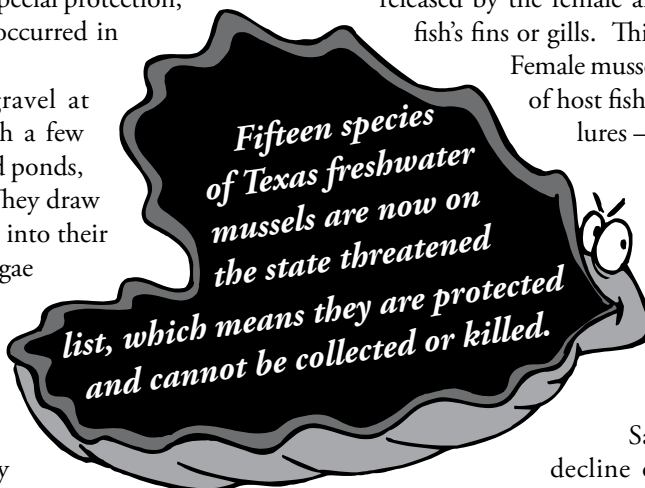 pecial protection,
occurred in
gravel at
h a few
d ponds,
They draw
into their
gae
y
released by the female a
fish's fins or gills. Thi
Female musse
of host fish
lures –
Fifteen species
of Texas freshwater
mussels are now on
the state threatened
list, which means they are protected
and cannot be collected or killed.
Sa
decline